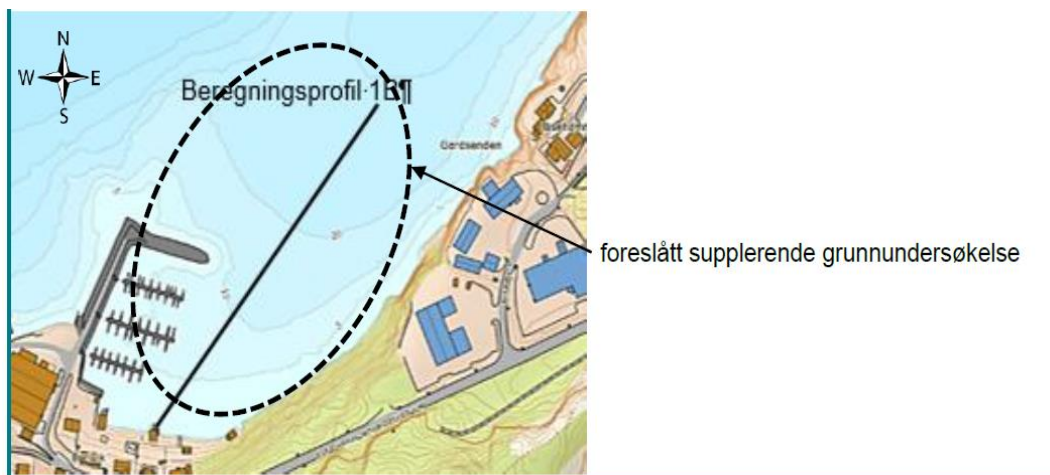 N
W E
S
Beregningsprofil·1B¶
Gardsenden
foreslått supplerende grunnundersøkelse